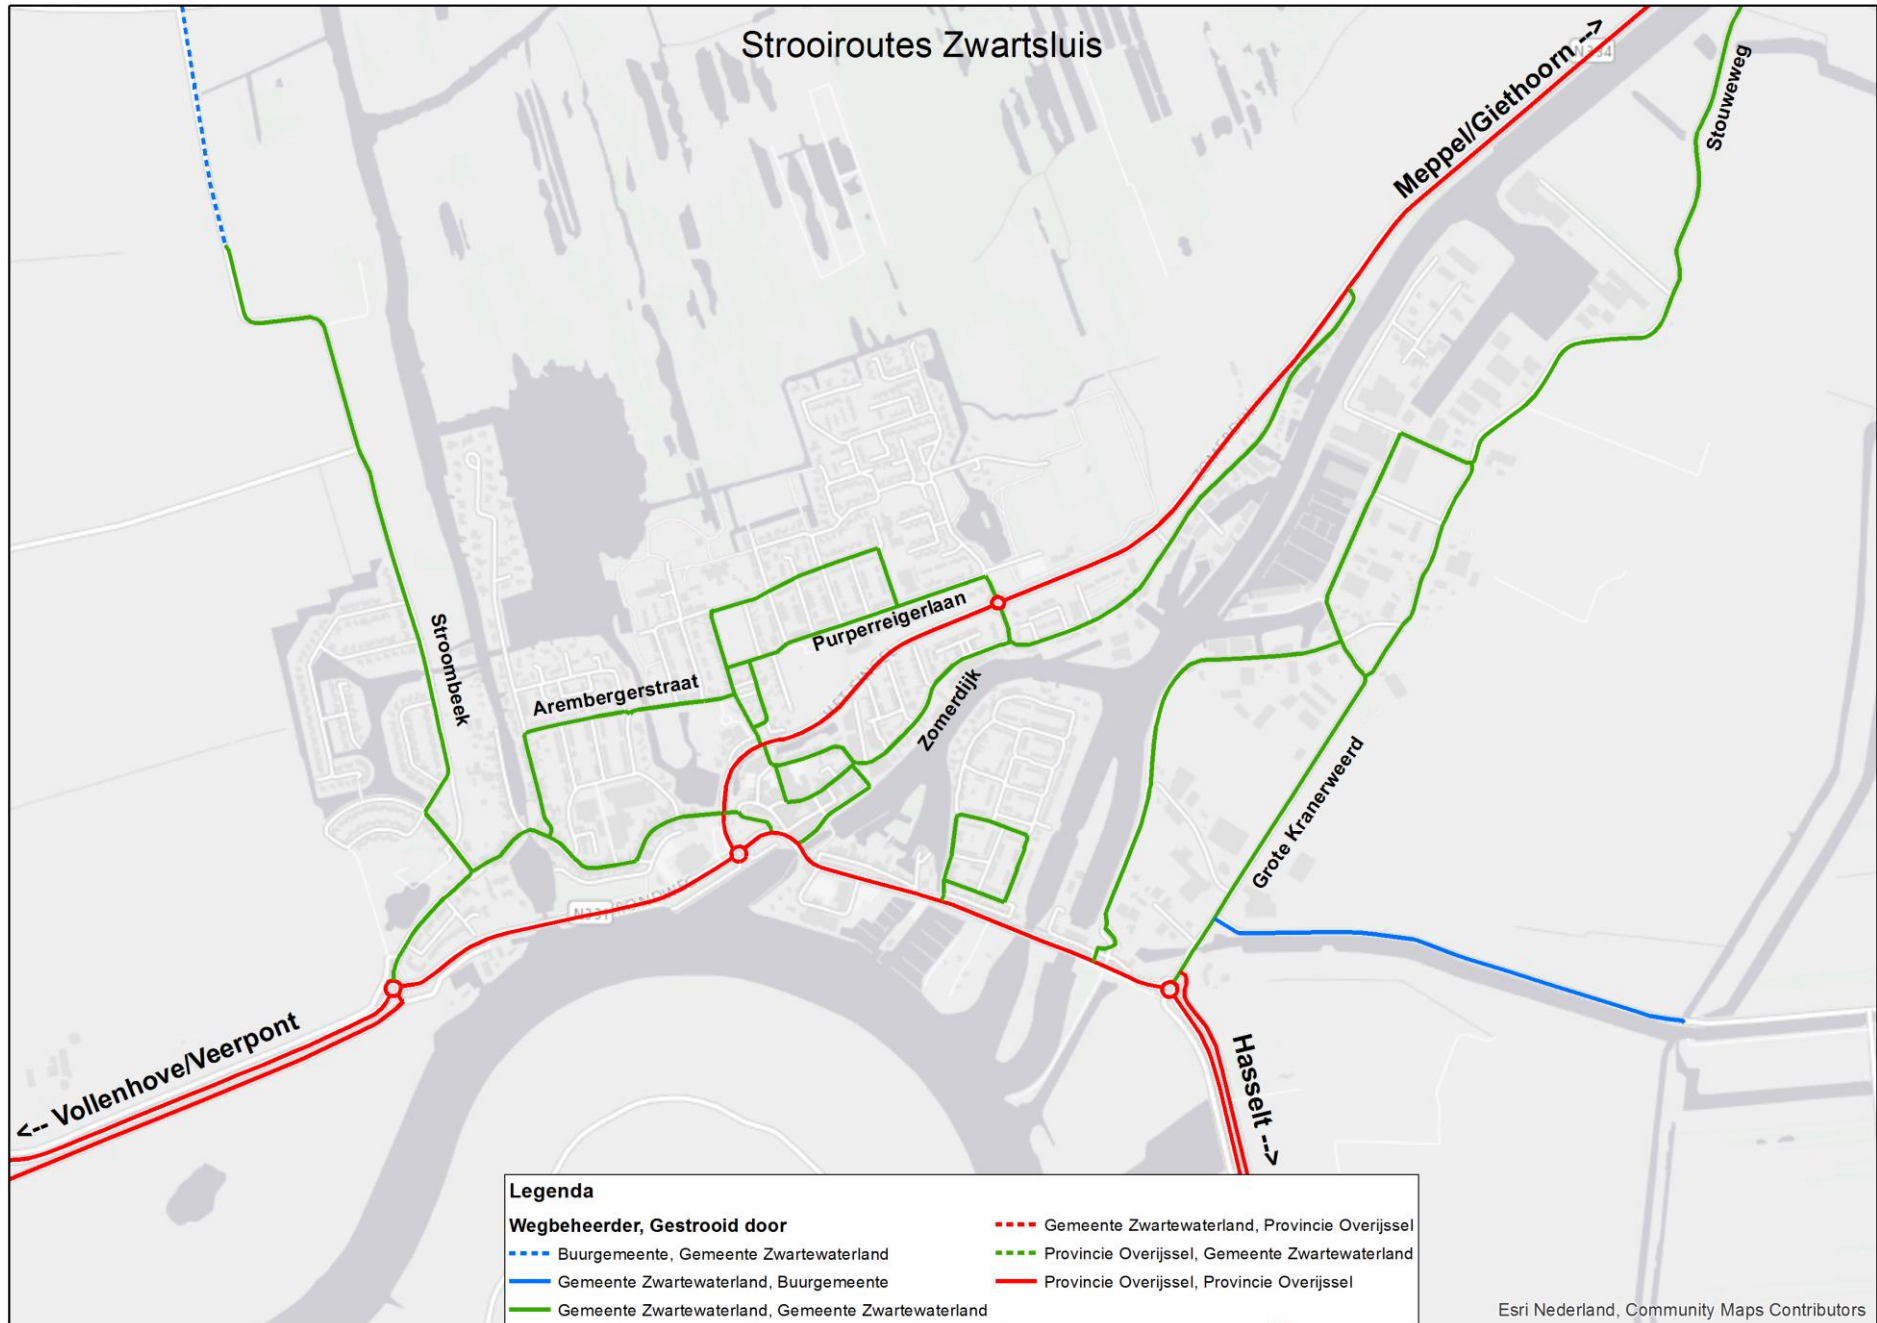 Strooiroutes Zwartsluis
Meppel/Giethoorn -->
N334
Stouweweg
Stroombeek
Arembergerstraat
Purperreigerlaan
Zomerdijk
Grote Kranerweerd
N331
<-- Vollenhove/Veerpont
Hasselt -->
Legenda
Wegbeheerder, Gestrooid door
Buurgemeente, Gemeente Zwartewaterland
Gemeente Zwartewaterland, Buurgemeente
Gemeente Zwartewaterland, Gemeente Zwartewaterland
Gemeente Zwartewaterland, Provincie Overijssel
Provincie Overijssel, Gemeente Zwartewaterland
Provincie Overijssel, Provincie Overijssel
Esri Nederland, Community Maps Contributors